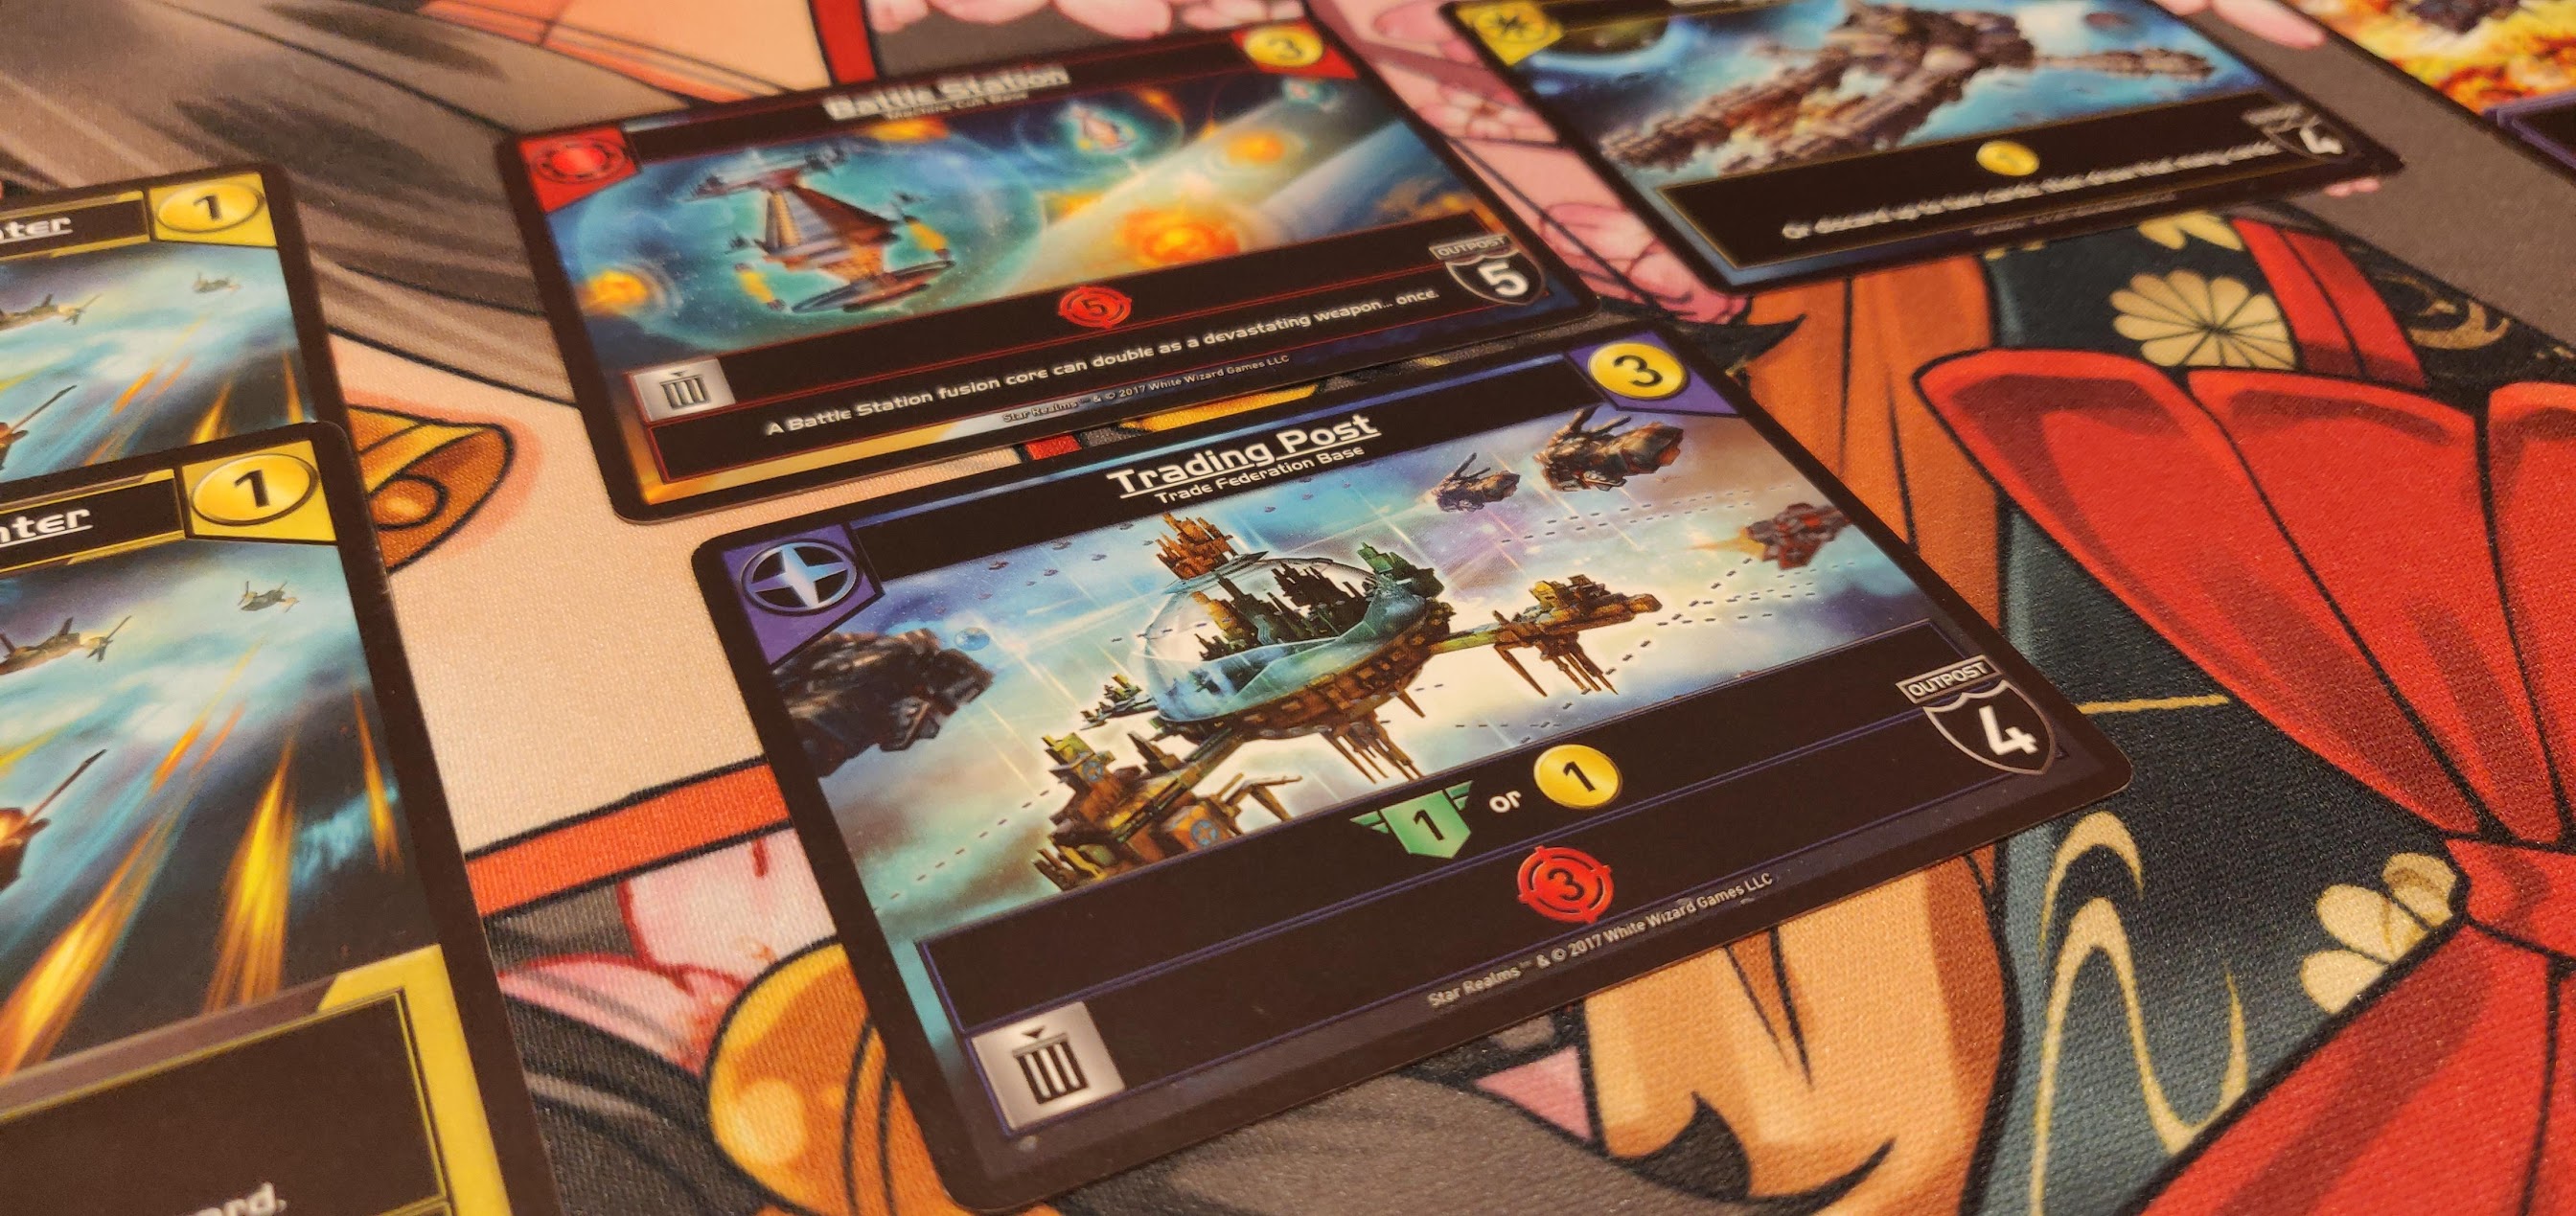 3
Battle Station
OUTPOST
5
5
A Battle Station fusion core can double as a devastating weapon... once.
Star Realms™ & © 2017 White Wizard Games LLC
4
1
nter
1
3
Trading Post
Trade Federation Base
OUTPOST
4
1 or 1
3
Star Realms™ & © 2017 White Wizard Games LLC